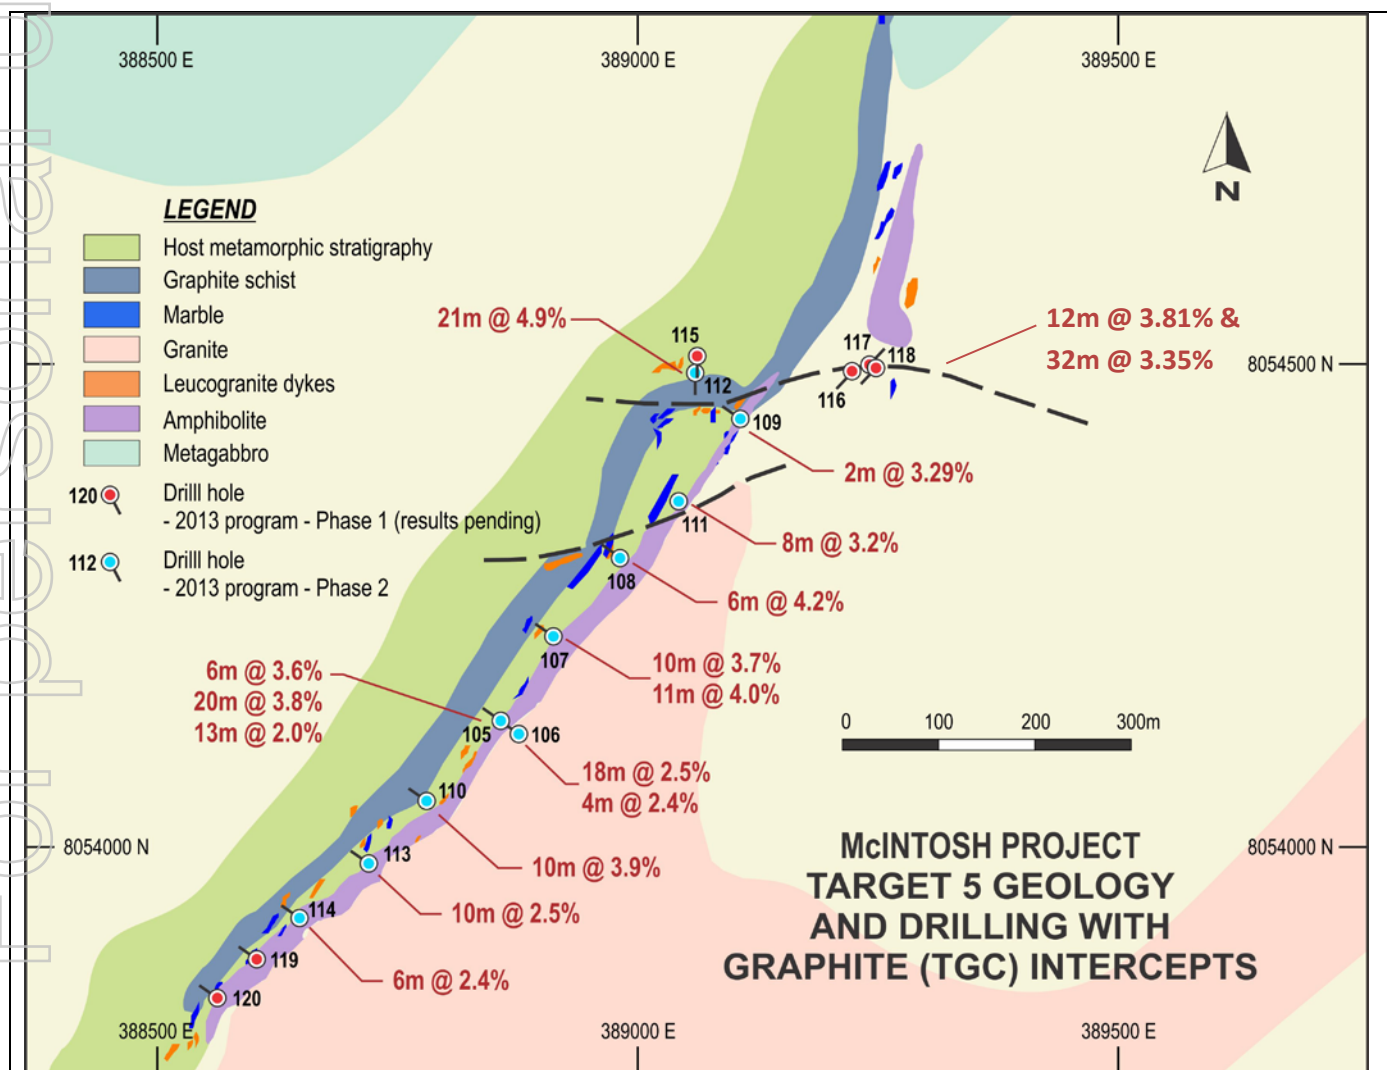 388500 E
389000 E
389500 E
N
LEGEND
Host metamorphic stratigraphy
Graphite schist
Marble
Granite
Leucogranite dykes
Amphibolite
Metagabbro
120
Drilll hole
- 2013 program - Phase 1 (results pending)
112
Drilll hole
- 2013 program - Phase 2
21m @ 4.9%
115
112
109
117
118
116
12m @ 3.81% &
32m @ 3.35%
8054500 N
2m @ 3.29%
111
8m @ 3.2%
108
6m @ 4.2%
107
10m @ 3.7%
11m @ 4.0%
6m @ 3.6%
20m @ 3.8%
13m @ 2.0%
105
106
18m @ 2.5%
4m @ 2.4%
0 100 200 300m
110
10m @ 3.9%
8054000 N
8054000 N
113
10m @ 2.5%
114
6m @ 2.4%
119
120
McINTOSH PROJECT
TARGET 5 GEOLOGY
AND DRILLING WITH
GRAPHITE (TGC) INTERCEPTS
388500 E
389000 E
389500 E